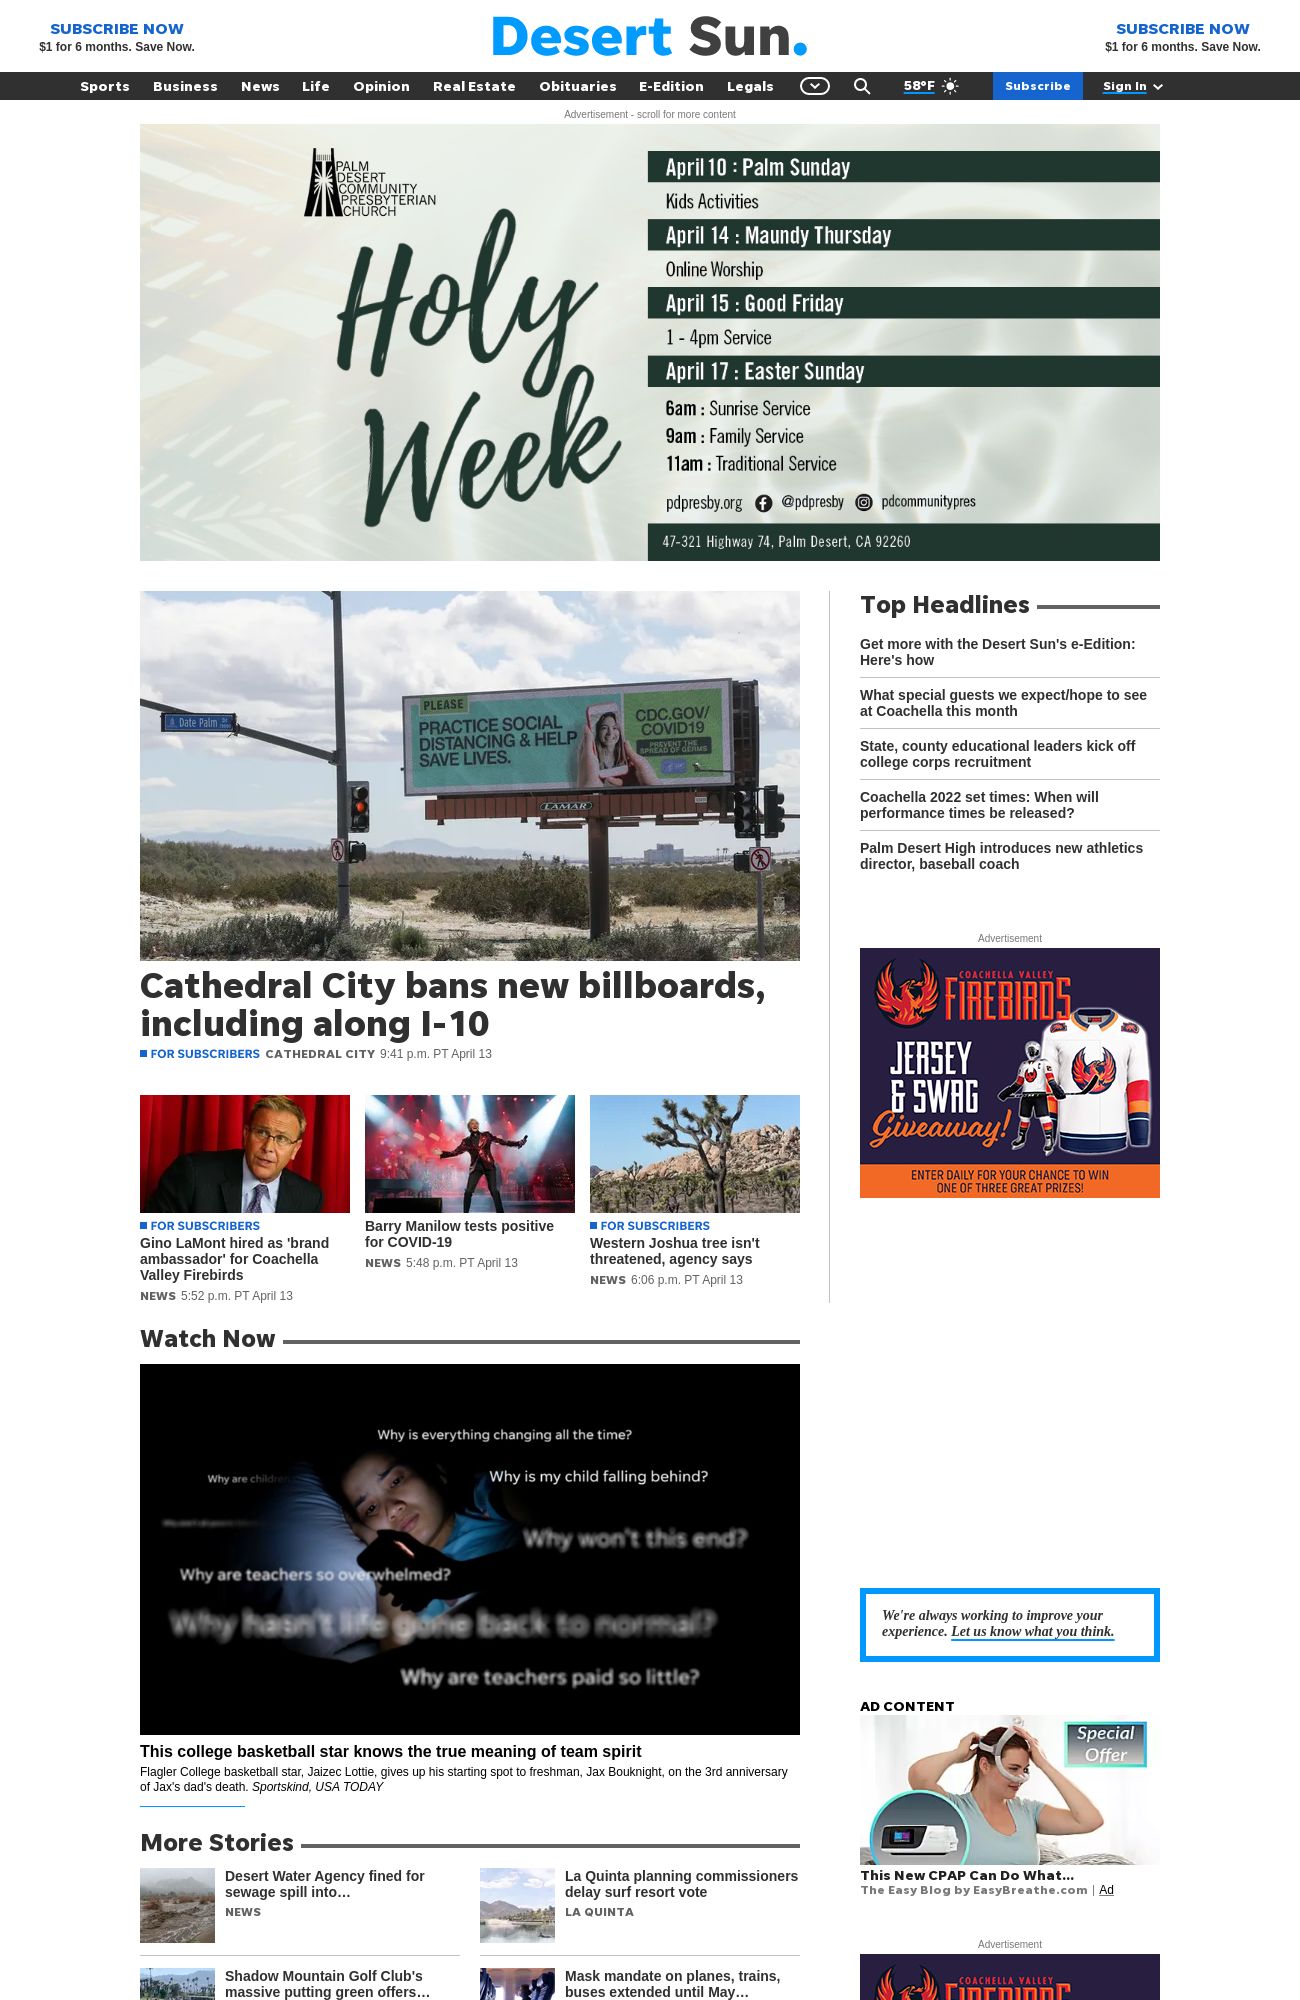 SUBSCRIBE NOW
$1 for 6 months. Save Now.
Desert Sun.
SUBSCRIBE NOW
$1 for 6 months. Save Now.
Sports Business News Life Opinion Real Estate Obituaries E-Edition Legals 58°F Subscribe Sign In
Advertisement - scroll for more content
PALM
DESERT
COMMUNITY
PRESBYTERIAN
CHURCH
Holy
Week
April 10 : Palm Sunday
Kids Activities
April 14 : Maundy Thursday
Online Worship
April 15 : Good Friday
1 - 4pm Service
April 17 : Easter Sunday
6am : Sunrise Service
9am : Family Service
11am : Traditional Service
pdpresby.org @pdpresby pdcommunitypres
47-321 Highway 74, Palm Desert, CA 92260
Date Palm Dr
PLEASE
PRACTICE SOCIAL
DISTANCING & HELP
SAVE LIVES.
CDC.GOV/
COVID19
PREVENT THE
SPREAD OF GERMS
LAMAR
Cathedral City bans new billboards,
including along I-10
FOR SUBSCRIBERS CATHEDRAL CITY 9:41 p.m. PT April 13
FOR SUBSCRIBERS
Gino LaMont hired as 'brand
ambassador' for Coachella
Valley Firebirds
NEWS 5:52 p.m. PT April 13
Barry Manilow tests positive
for COVID-19
NEWS 5:48 p.m. PT April 13
FOR SUBSCRIBERS
Western Joshua tree isn't
threatened, agency says
NEWS 6:06 p.m. PT April 13
Top Headlines
Get more with the Desert Sun's e-Edition:
Here's how
What special guests we expect/hope to see
at Coachella this month
State, county educational leaders kick off
college corps recruitment
Coachella 2022 set times: When will
performance times be released?
Palm Desert High introduces new athletics
director, baseball coach
Advertisement
COACHELLA VALLEY
FIREBIRDS
JERSEY
& SWAG
Giveaway!
ENTER DAILY FOR YOUR CHANCE TO WIN
ONE OF THREE GREAT PRIZES!
Watch Now
Why is everything changing all the time?
Why are children
Why is my child falling behind?
Why won't this end?
Why are teachers so overwhelmed?
Why hasn't life gone back to normal?
Why are teachers paid so little?
This college basketball star knows the true meaning of team spirit
Flagler College basketball star, Jaizec Lottie, gives up his starting spot to freshman, Jax Bouknight, on the 3rd anniversary
of Jax's dad's death. Sportskind, USA TODAY
We're always working to improve your
experience. Let us know what you think.
AD CONTENT
Special
Offer
This New CPAP Can Do What...
The Easy Blog by EasyBreathe.com | Ad
More Stories
Desert Water Agency fined for
sewage spill into…
NEWS
La Quinta planning commissioners
delay surf resort vote
LA QUINTA
Shadow Mountain Golf Club's
massive putting green offers…
Mask mandate on planes, trains,
buses extended until May…
Advertisement
COACHELLA VALLEY
FIREBIRDS